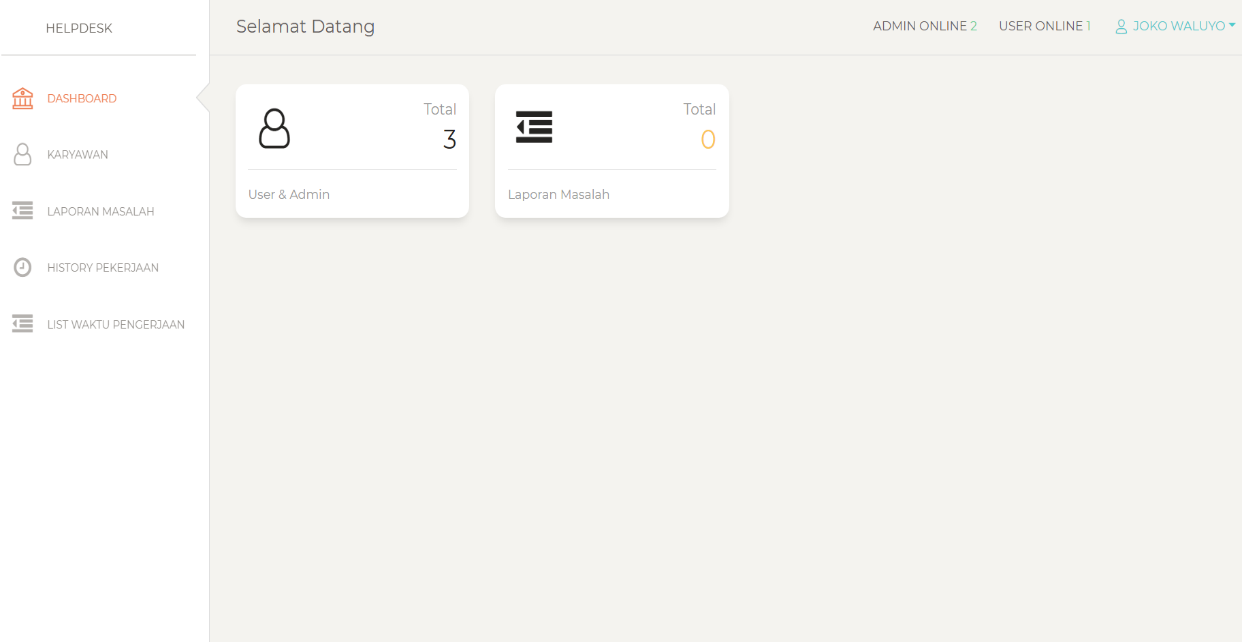 HELPDESK
Selamat Datang
ADMIN ONLINE 2
USER ONLINE 1
JOKO WALUYO
DASHBOARD
KARYAWAN
LAPORAN MASALAH
HISTORY PEKERJAAN
LIST WAKTU PENGERJAAN
Total
3
User & Admin
Total
0
Laporan Masalah